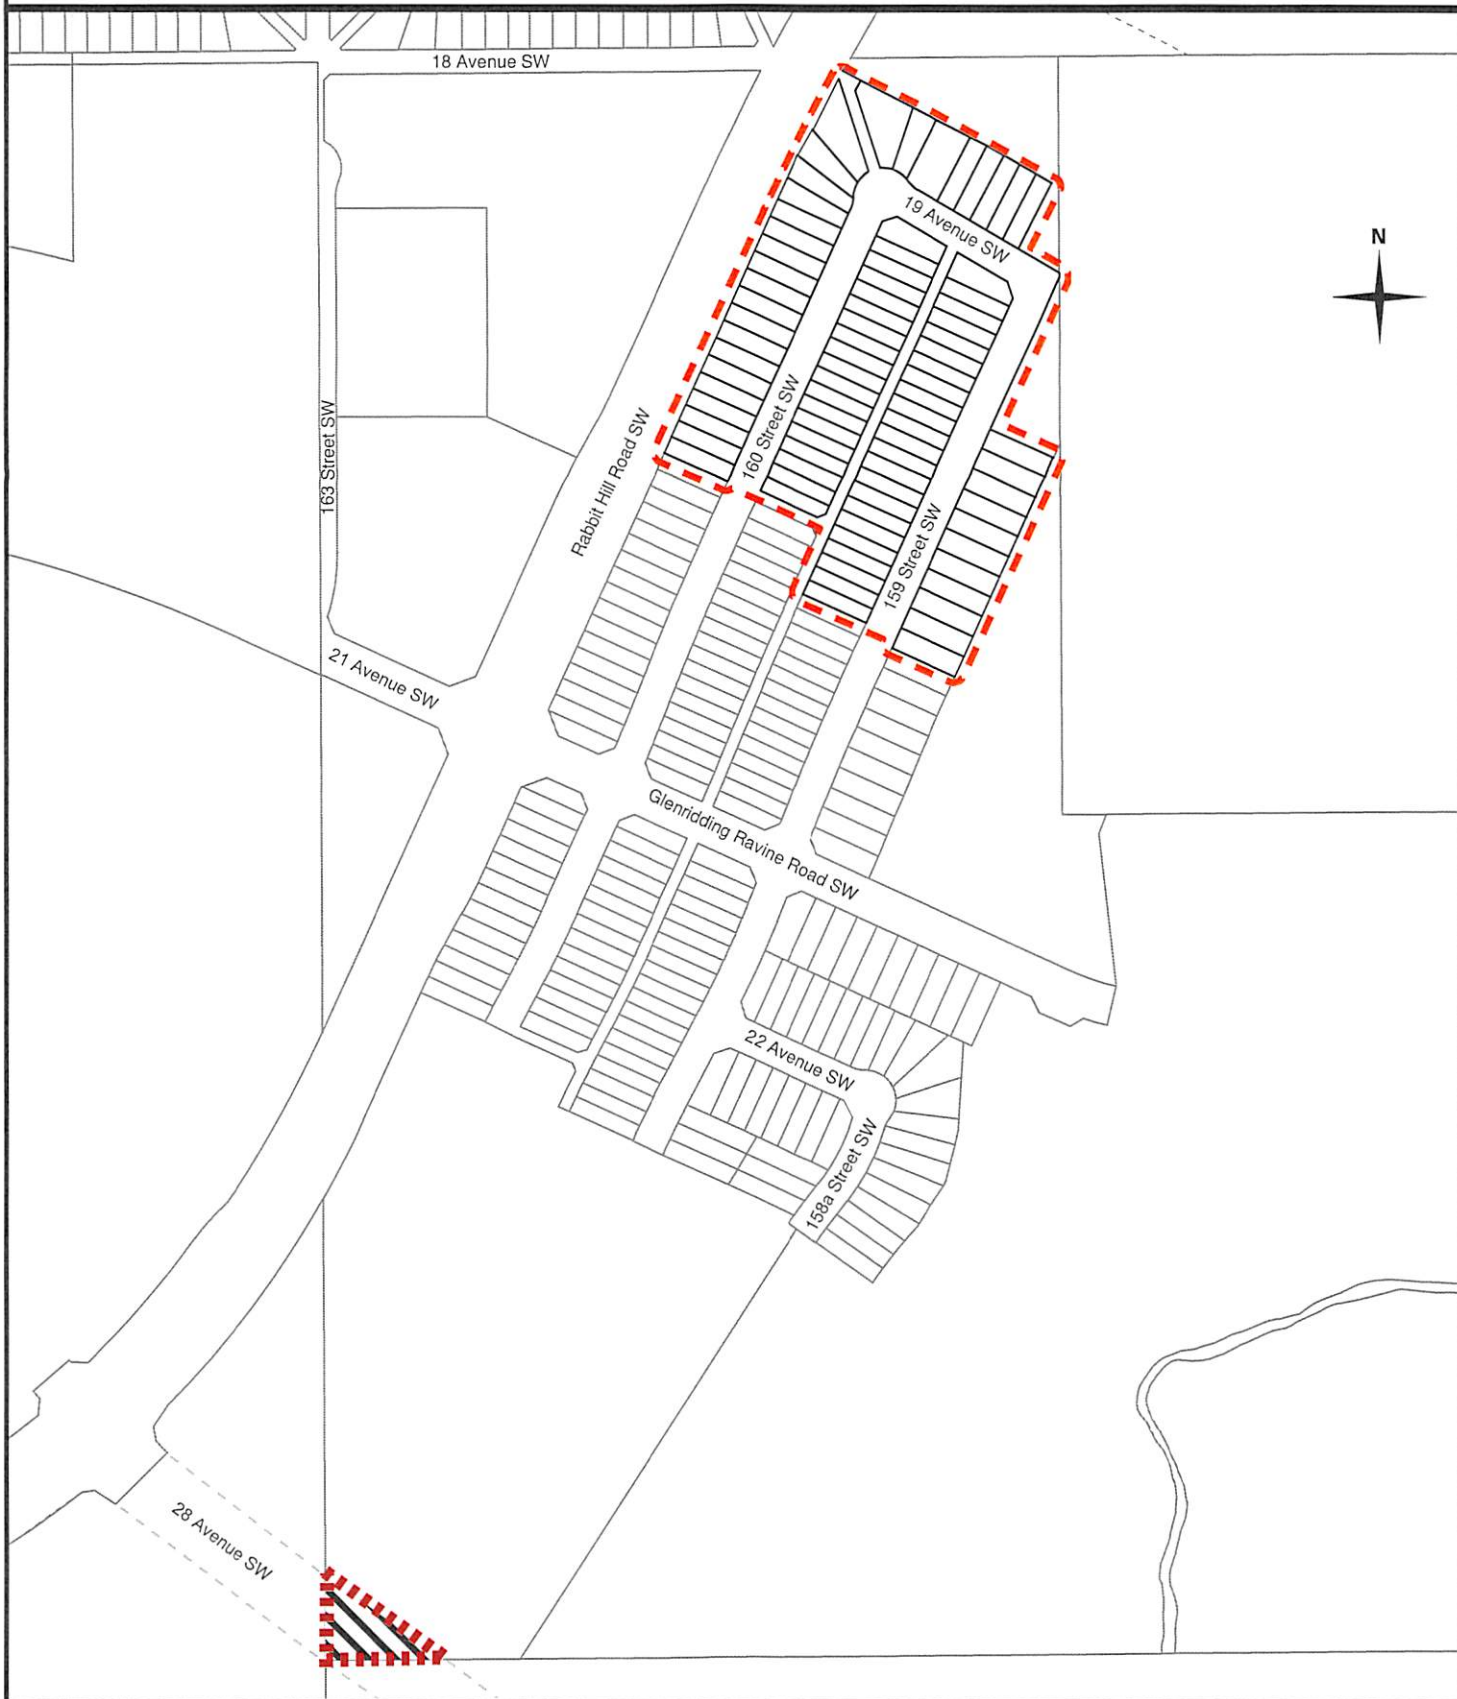 18 Avenue SW
19 Avenue SW
N
163 Street SW
Rabbit Hill Road SW
160 Street SW
159 Street SW
21 Avenue SW
Glenridding Ravine Road SW
22 Avenue SW
158a Street SW
28 Avenue SW